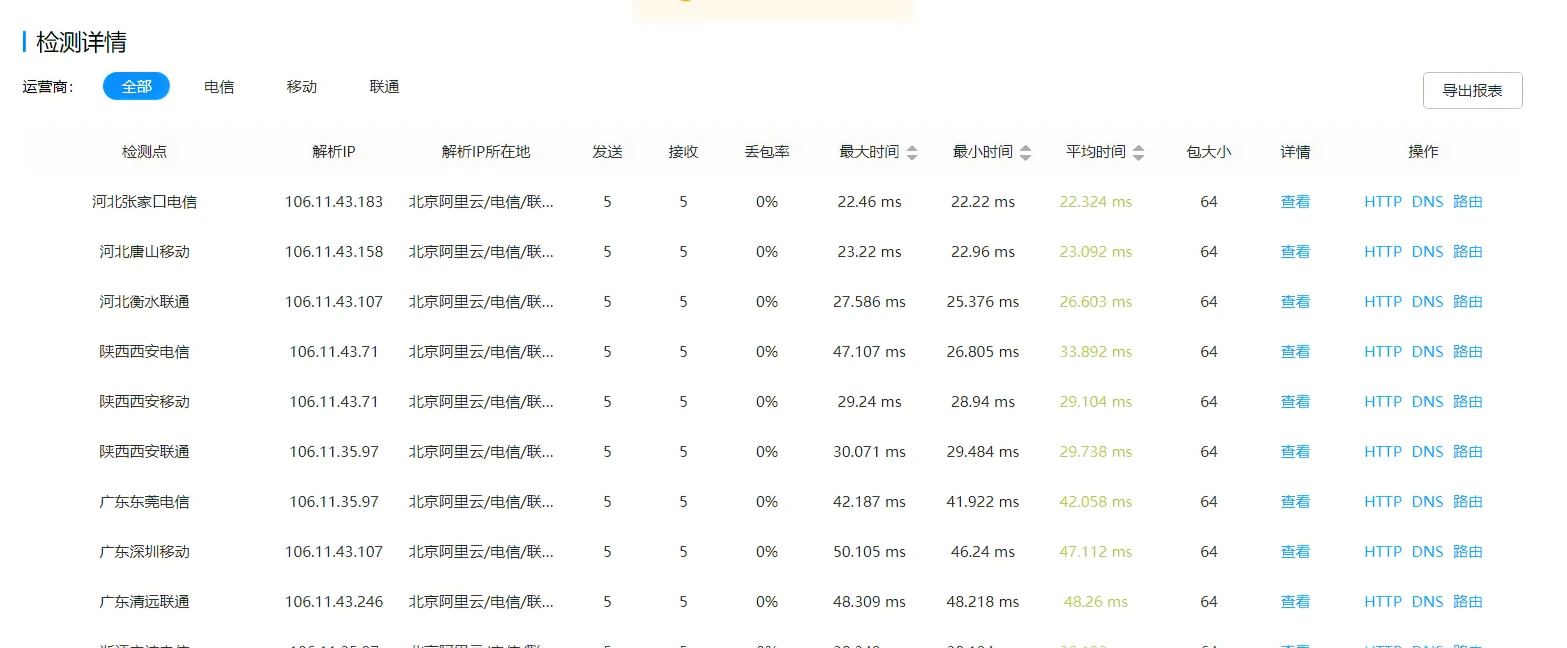 检测详情
运营商： 全部 电信 移动 联通
导出报表
检测点 解析IP 解析IP所在地 发送 接收 丢包率 最大时间 最小时间 平均时间 包大小 详情 操作
河北张家口电信 106.11.43.183 北京阿里云/电信/联... 5 5 0% 22.46 ms 22.22 ms 22.324 ms 64 查看 HTTP DNS 路由
河北唐山移动 106.11.43.158 北京阿里云/电信/联... 5 5 0% 23.22 ms 22.96 ms 23.092 ms 64 查看 HTTP DNS 路由
河北衡水联通 106.11.43.107 北京阿里云/电信/联... 5 5 0% 27.586 ms 25.376 ms 26.603 ms 64 查看 HTTP DNS 路由
陕西西安电信 106.11.43.71 北京阿里云/电信/联... 5 5 0% 47.107 ms 26.805 ms 33.892 ms 64 查看 HTTP DNS 路由
陕西西安移动 106.11.43.71 北京阿里云/电信/联... 5 5 0% 29.24 ms 28.94 ms 29.104 ms 64 查看 HTTP DNS 路由
陕西西安联通 106.11.35.97 北京阿里云/电信/联... 5 5 0% 30.071 ms 29.484 ms 29.738 ms 64 查看 HTTP DNS 路由
广东东莞电信 106.11.35.97 北京阿里云/电信/联... 5 5 0% 42.187 ms 41.922 ms 42.058 ms 64 查看 HTTP DNS 路由
广东深圳移动 106.11.43.107 北京阿里云/电信/联... 5 5 0% 50.105 ms 46.24 ms 47.112 ms 64 查看 HTTP DNS 路由
广东清远联通 106.11.43.246 北京阿里云/电信/联... 5 5 0% 48.309 ms 48.218 ms 48.26 ms 64 查看 HTTP DNS 路由